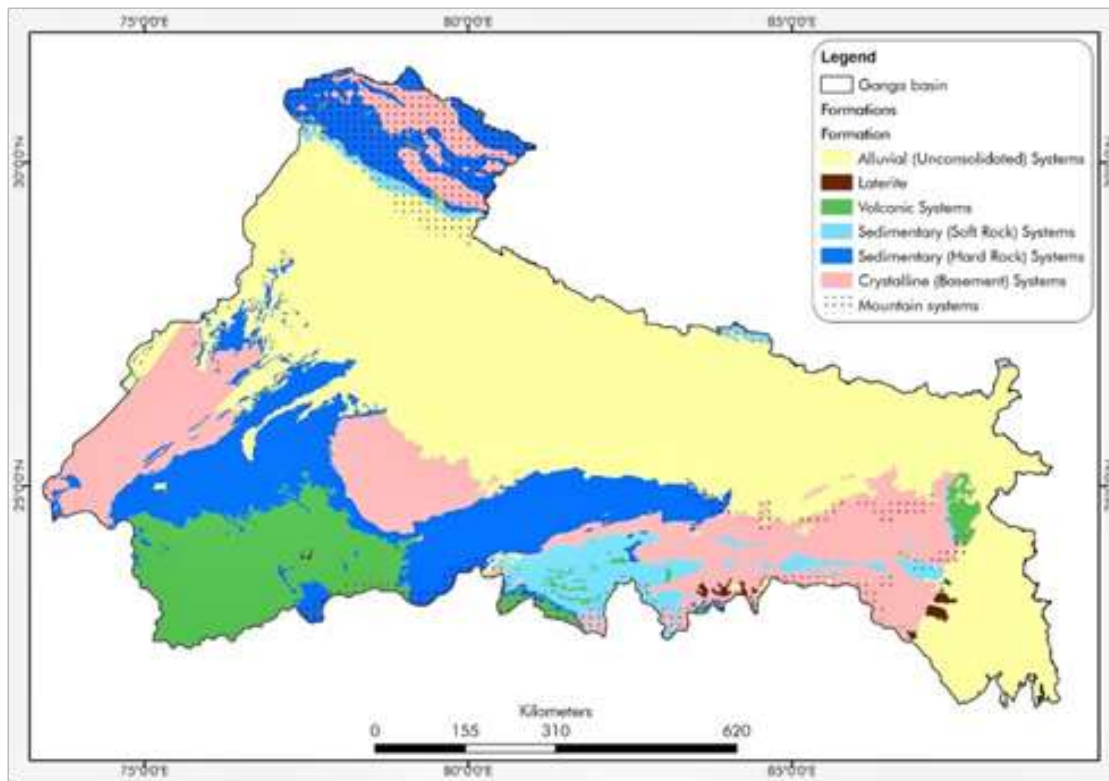 75°0'0"E 80°0'0"E 85°0'0"E
Legend
Ganga basin
Formations
Formation
Alluvial (Unconsolidated) Systems
Laterite
Volcanic Systems
Sedimentary (Soft Rock) Systems
Sedimentary (Hard Rock) Systems
Crystalline (Basement) Systems
Mountain systems
30°0'0"N
25°0'0"N
Kilometers
0 155 310 620
75°0'0"E 80°0'0"E 85°0'0"E